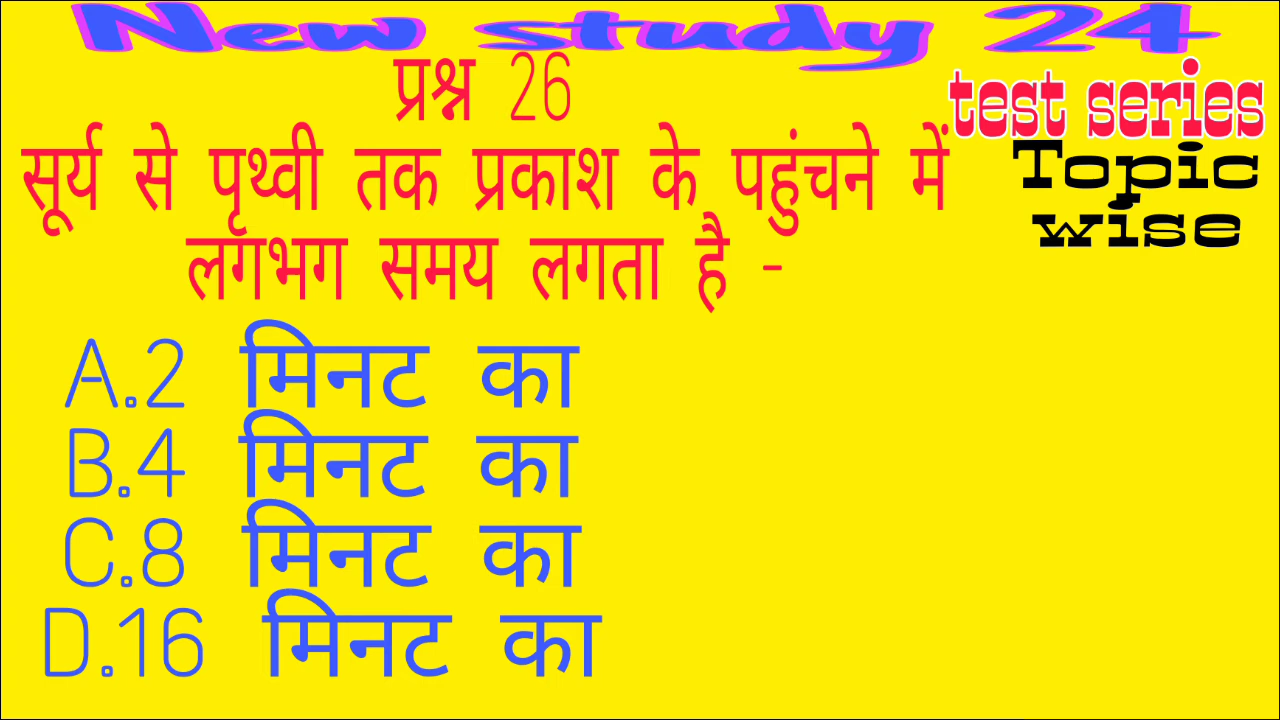 New study 24
प्रश्न 26
test series
Topic
wise
सूर्य से पृथ्वी तक प्रकाश के पहुंचने में
लगभग समय लगता है -
A.2 मिनट का
B.4 मिनट का
C.8 मिनट का
D.16 मिनट का